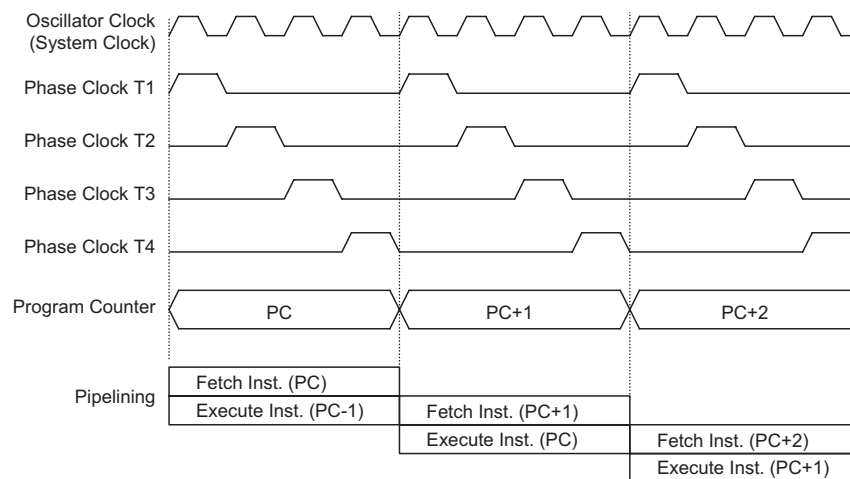 Oscillator Clock
(System Clock)
Phase Clock T1
Phase Clock T2
Phase Clock T3
Phase Clock T4
Program Counter
PC
PC+1
PC+2
Pipelining
Fetch Inst. (PC)
Execute Inst. (PC-1)
Fetch Inst. (PC+1)
Execute Inst. (PC)
Fetch Inst. (PC+2)
Execute Inst. (PC+1)